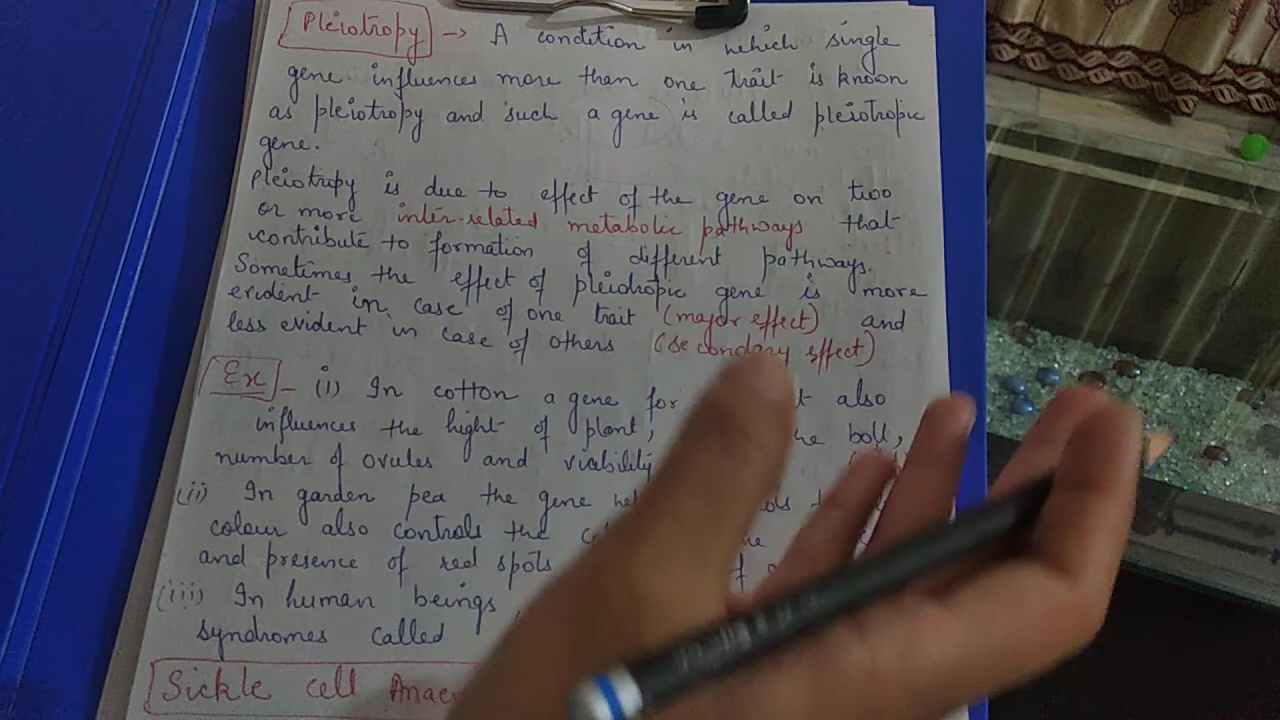 Pleiotropy → A condition in which single
gene influences more than one trait is known
as pleiotropy and such a gene is called pleiotropic
gene.
Pleiotropy is due to effect of the gene on two
or more inter-related metabolic pathways that
contribute to formation of different pathways.
Sometimes the effect of pleiotropic gene is more
evident in case of one trait (major effect) and
less evident in case of others (secondary effect)
Ex - (i) In cotton a gene for also
influences the hight of plant, boll,
number of ovules and viability
(ii) In garden pea the gene
colour also controls the
and presence of red spots
(iii) In human beings
syndromes called
Sickle cell